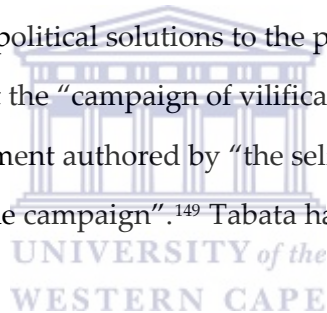 political solutions to the p
the “campaign of vilifica
ment authored by “the sel
e campaign”.¹⁴⁹ Tabata ha
UNIVERSITY of the
WESTERN CAPE